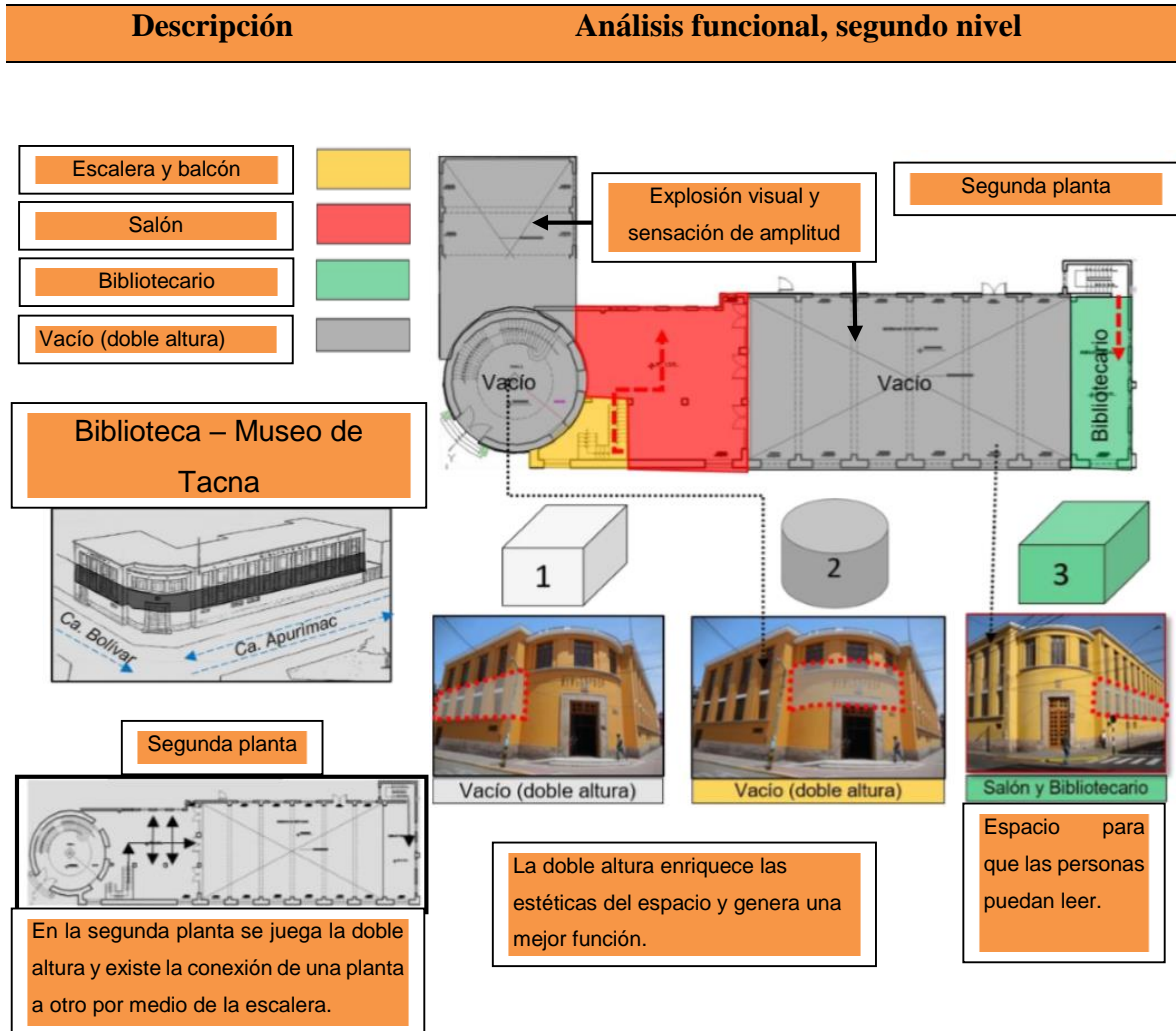 Descripción
Análisis funcional, segundo nivel
Escalera y balcón
Salón
Bibliotecario
Vacío (doble altura)
Explosión visual y
sensación de amplitud
Segunda planta
Vacío
Vacío
Bibliotecario
Biblioteca – Museo de
Tacna
Ca. Bolívar
Ca. Apurímac
1
2
3
Vacío (doble altura)
Vacío (doble altura)
Salón y Bibliotecario
Segunda planta
En la segunda planta se juega la doble
altura y existe la conexión de una planta
a otro por medio de la escalera.
La doble altura enriquece las
estéticas del espacio y genera una
mejor función.
Espacio para
que las personas
puedan leer.